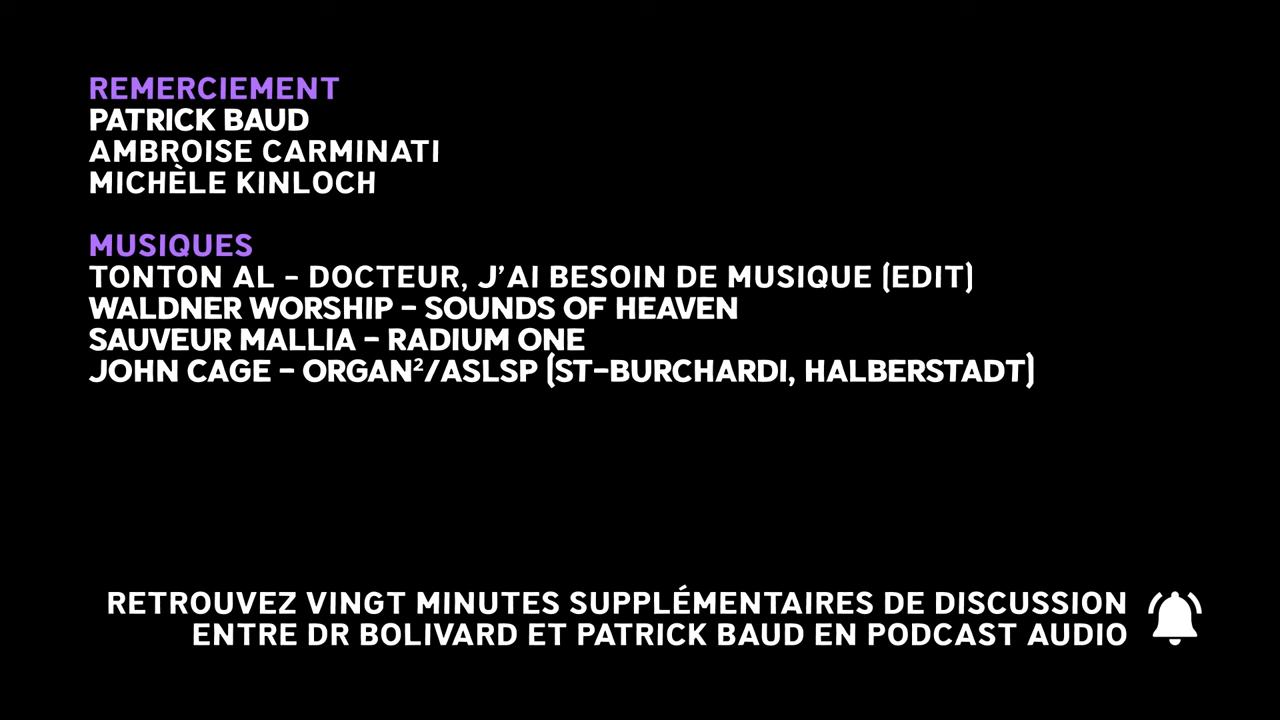 REMERCIEMENT
PATRICK BAUD
AMBROISE CARMINATI
MICHÈLE KINLOCH
MUSIQUES
TONTON AL – DOCTEUR, J'AI BESOIN DE MUSIQUE (EDIT)
WALDNER WORSHIP – SOUNDS OF HEAVEN
SAUVEUR MALLIA – RADIUM ONE
JOHN CAGE – ORGAN²/ASLSP (ST-BURCHARDI, HALBERSTADT)
RETROUVEZ VINGT MINUTES SUPPLÉMENTAIRES DE DISCUSSION
ENTRE DR BOLIVARD ET PATRICK BAUD EN PODCAST AUDIO